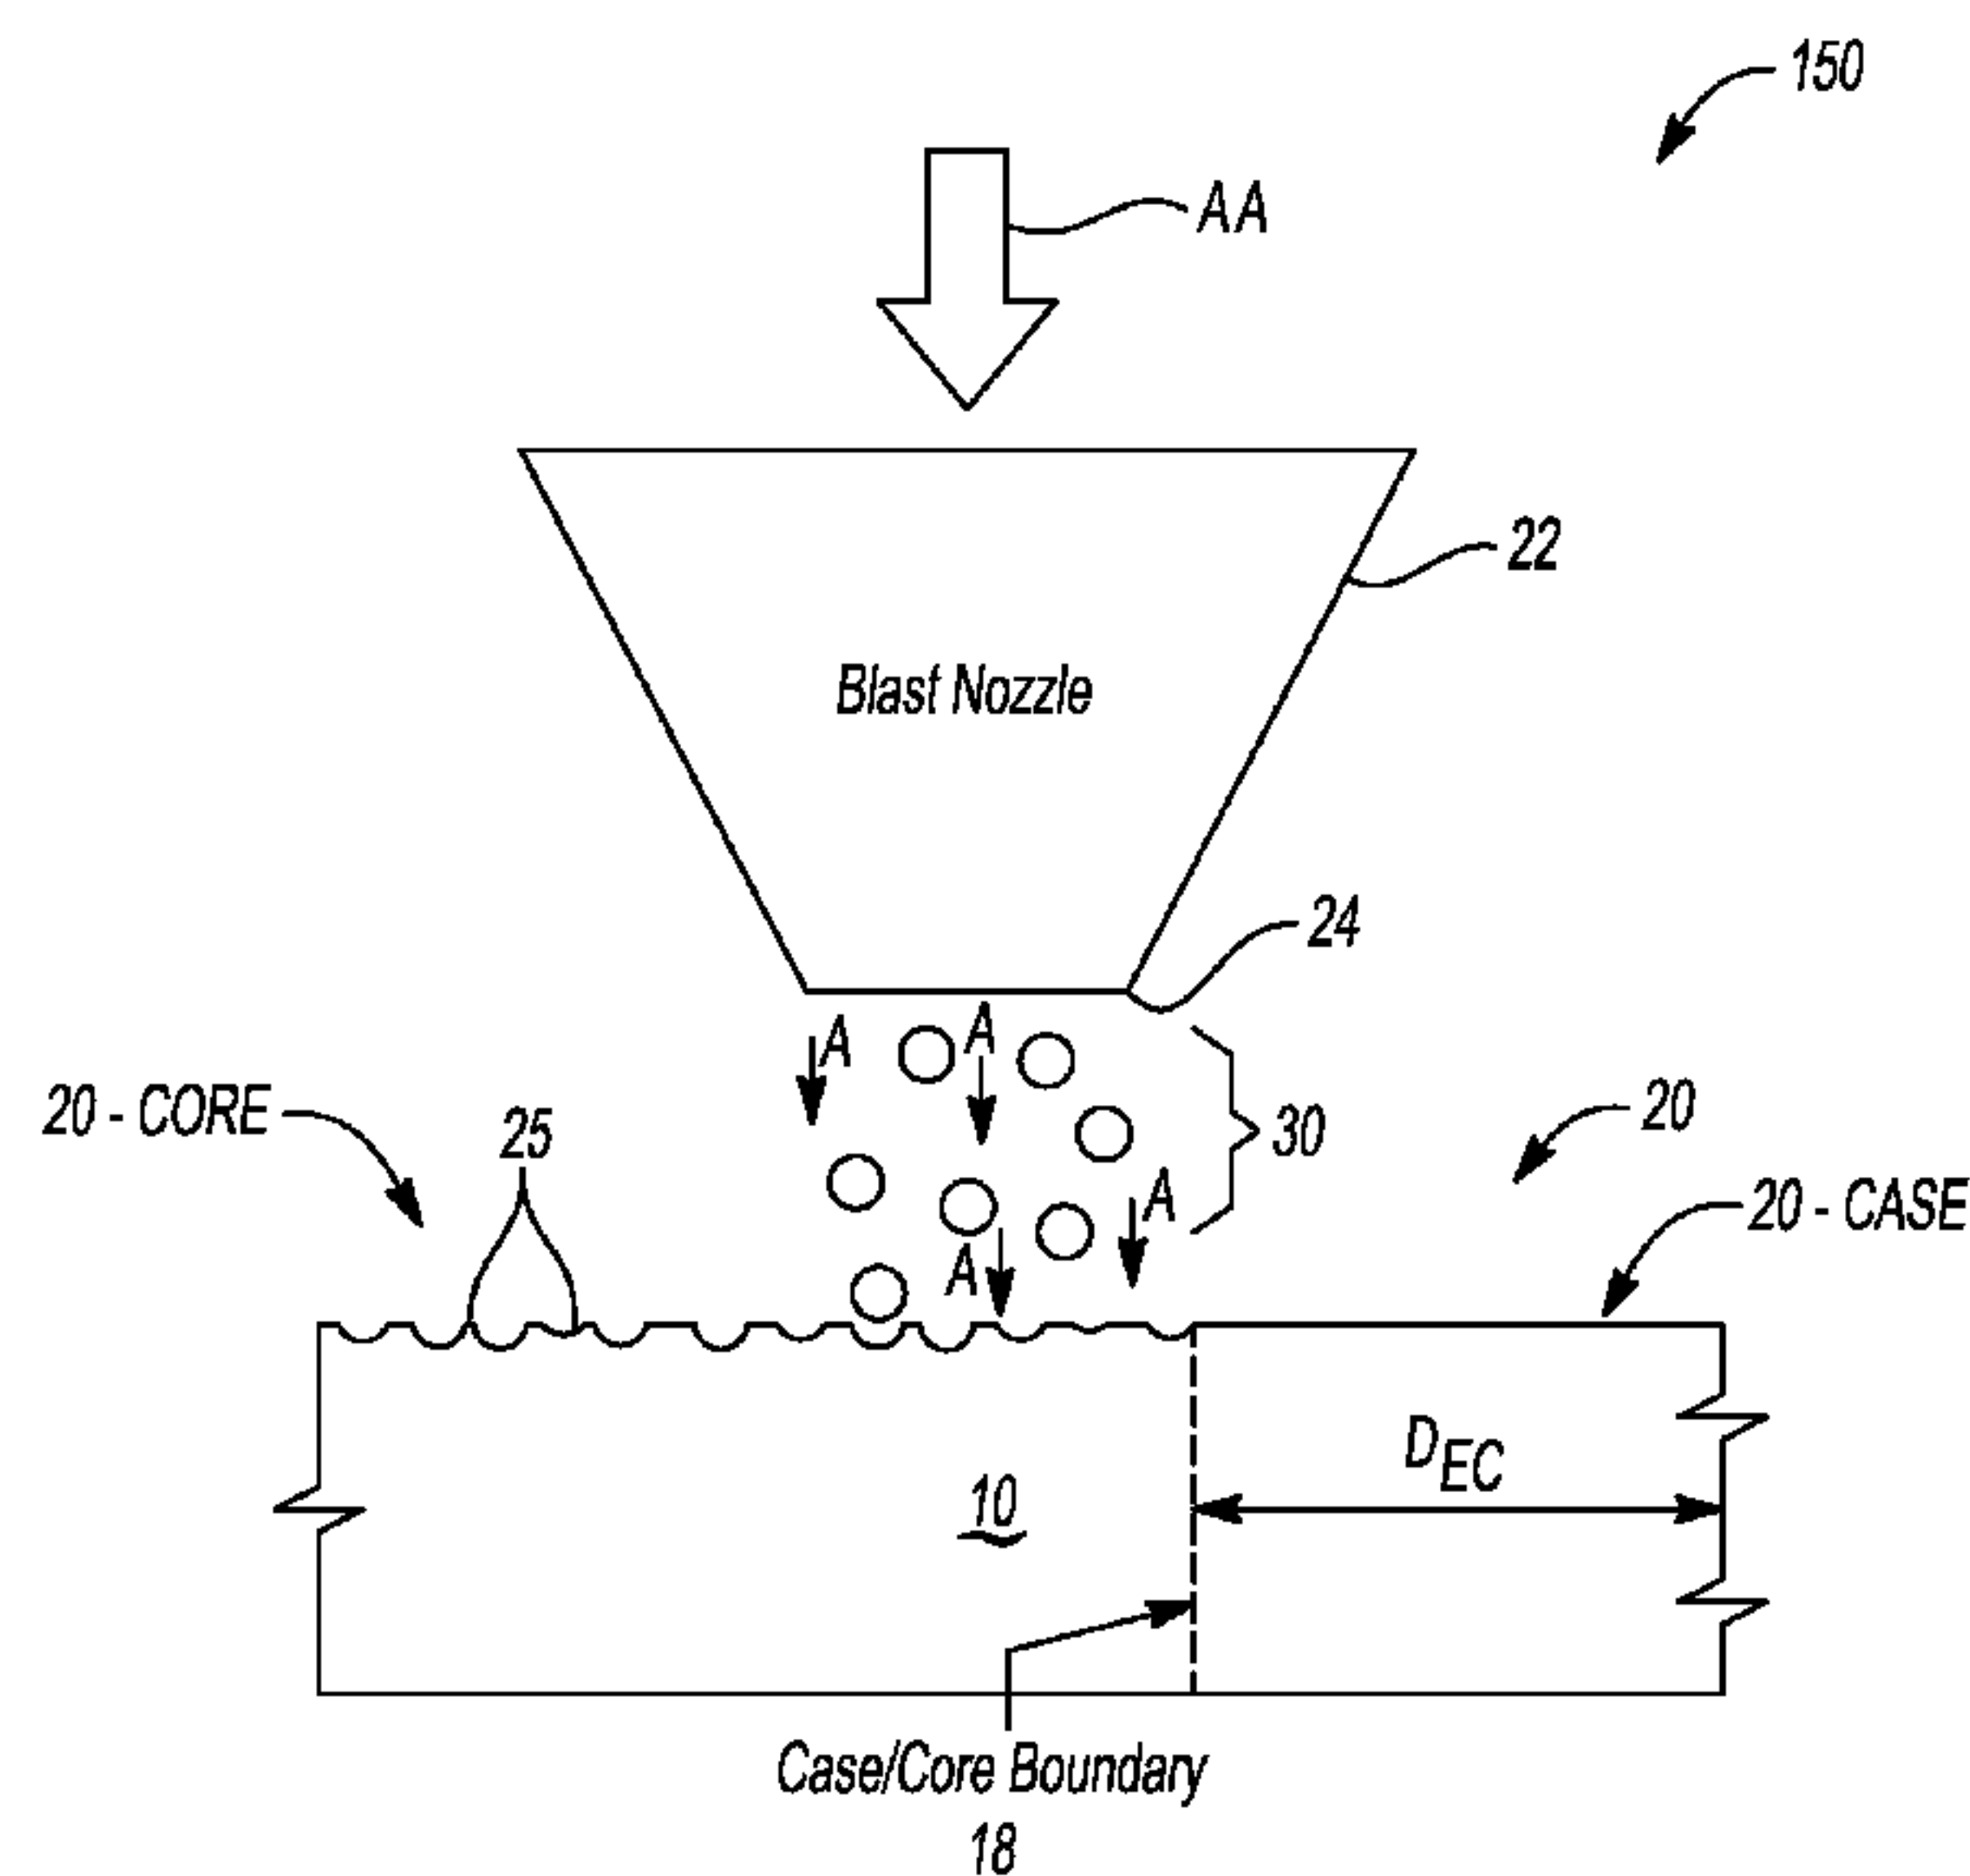 150
AA
22
Blast Nozzle
24
A
A
20 - CORE
25
30
20
A
20 - CASE
A
DEC
10
Case/Core Boundary
18